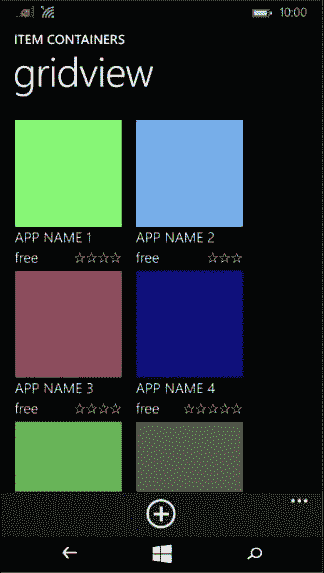 10:00
ITEM CONTAINERS
gridview
APP NAME 1
APP NAME 2
free ☆☆☆☆
free ☆☆☆
APP NAME 3
APP NAME 4
free ☆☆☆☆
free ☆☆☆☆☆